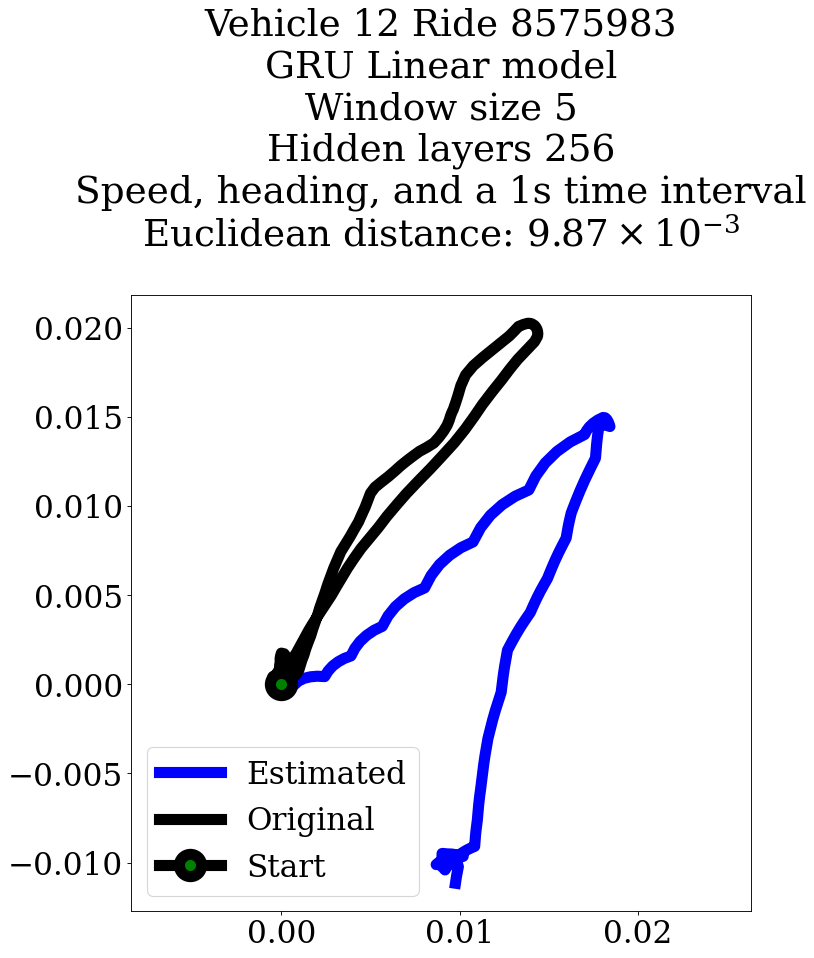 Vehicle 12 Ride 8575983
GRU Linear model
Window size 5
Hidden layers 256
Speed, heading, and a 1s time interval
Euclidean distance: 9.87 × 10⁻³
0.020
0.015
0.010
0.005
0.000
−0.005
−0.010
Estimated
Original
Start
0.00 0.01 0.02